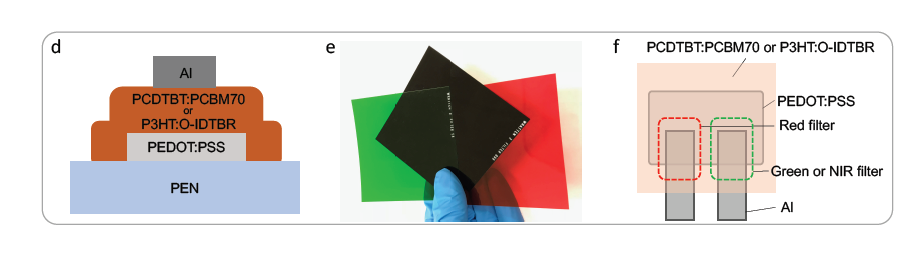 d
Al
PCDTBT:PCBM70
or
P3HT:O-IDTBR
PEDOT:PSS
PEN
e
f
PCDTBT:PCBM70 or P3HT:O-IDTBR
PEDOT:PSS
Red filter
Green or NIR filter
Al